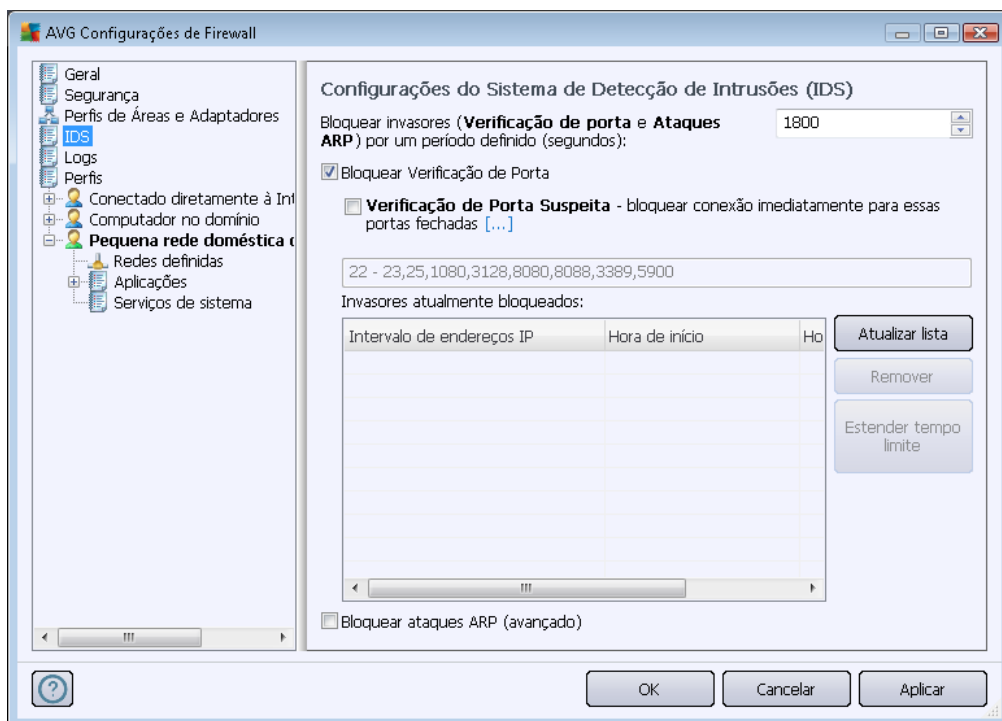 AVG Configurações de Firewall
Geral
Segurança
Perfis de Áreas e Adaptadores
IDS
Logs
Perfis
Conectado diretamente à Int
Computador no domínio
Pequena rede doméstica o
Redes definidas
Aplicações
Serviços de sistema
Configurações do Sistema de Detecção de Intrusões (IDS)
Bloquear invasores (Verificação de porta e Ataques
ARP) por um período definido (segundos):
1800
Bloquear Verificação de Porta
Verificação de Porta Suspeita - bloquear conexão imediatamente para essas
portas fechadas [...]
22 - 23,25,1080,3128,8080,8088,3389,5900
Invasores atualmente bloqueados:
Intervalo de endereços IP
Hora de início
Ho
Atualizar lista
Remover
Estender tempo
limite
Bloquear ataques ARP (avançado)
OK
Cancelar
Aplicar